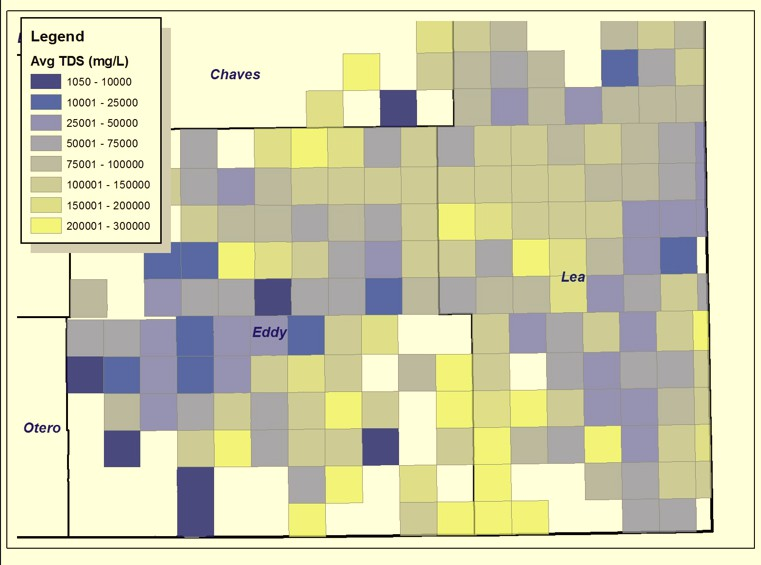 Legend
Avg TDS (mg/L)
1050 - 10000
10001 - 25000
25001 - 50000
50001 - 75000
75001 - 100000
100001 - 150000
150001 - 200000
200001 - 300000
Chaves
Lea
Eddy
Otero